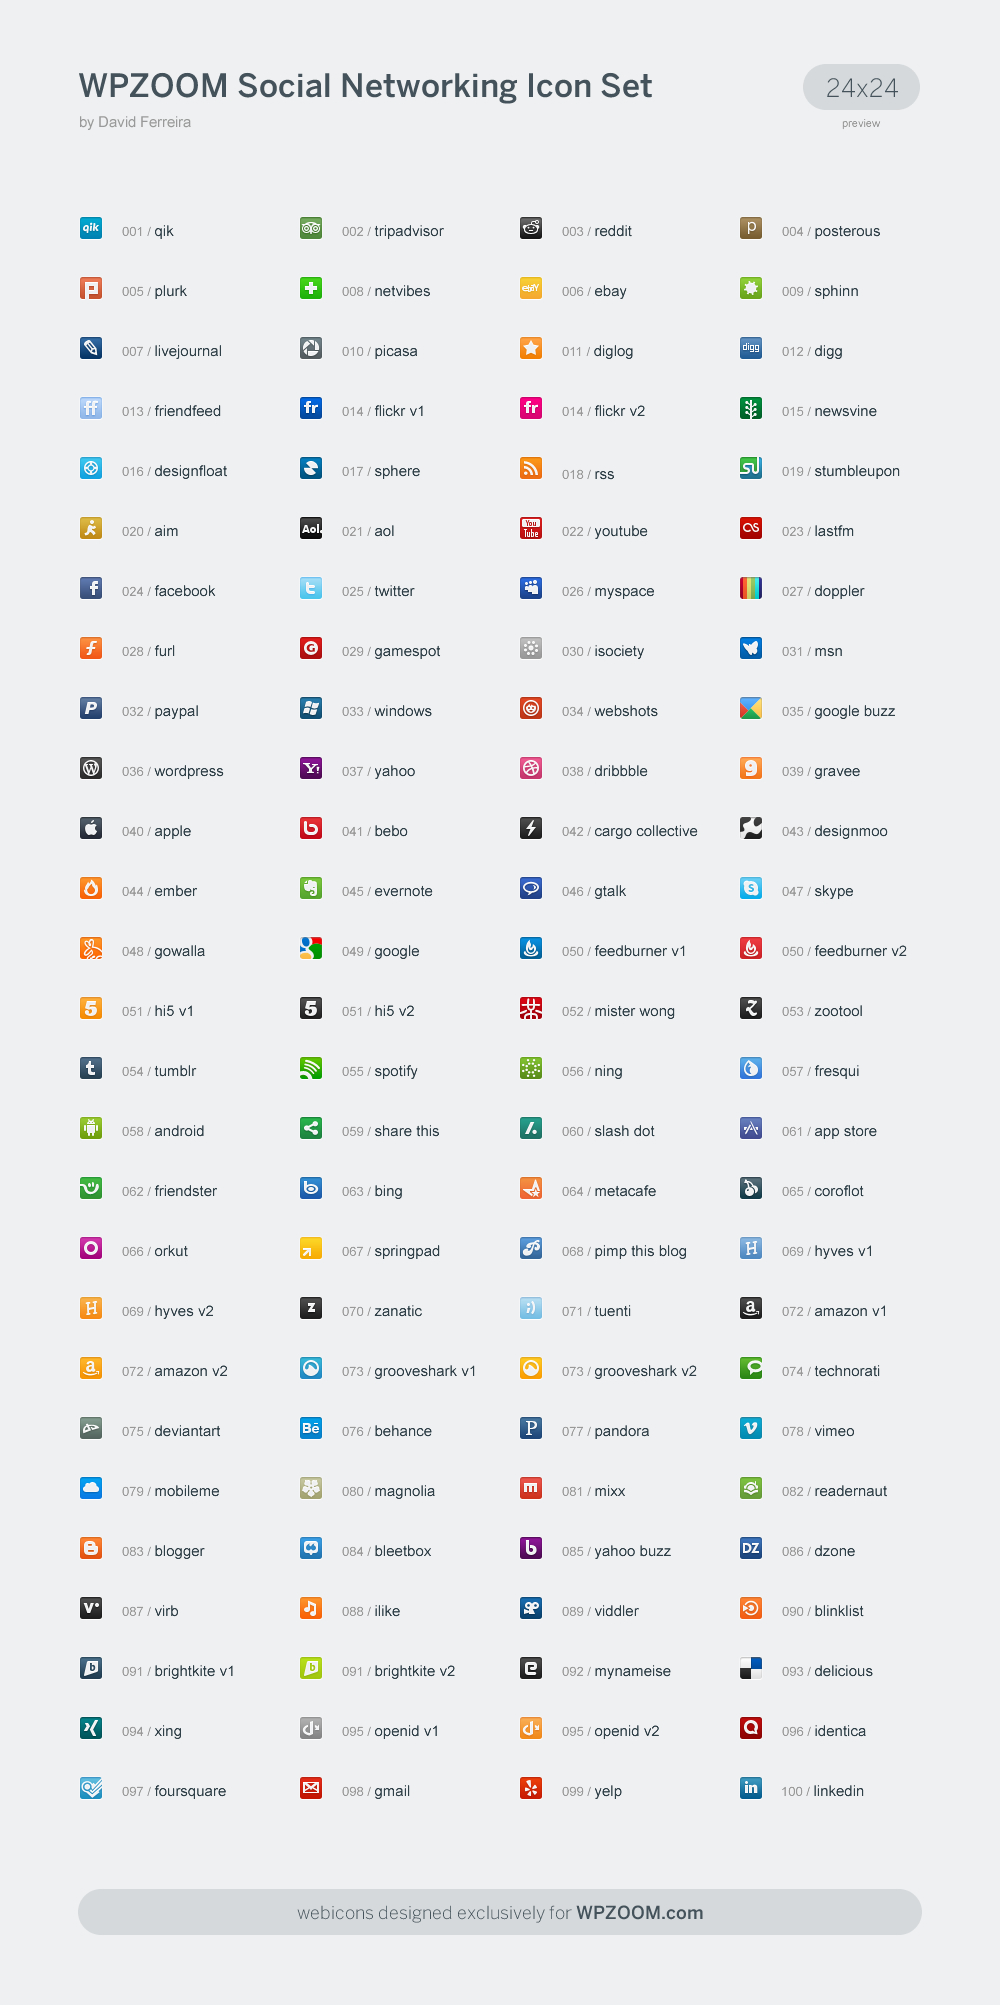 WPZOOM Social Networking Icon Set
24x24
by David Ferreira
preview
qik 001 / qik 002 / tripadvisor 003 / reddit p 004 / posterous
005 / plurk 008 / netvibes ebaY 006 / ebay 009 / sphinn
007 / livejournal 010 / picasa 011 / diglog digg 012 / digg
ff 013 / friendfeed fr 014 / flickr v1 fr 014 / flickr v2 015 / newsvine
016 / designfloat 017 / sphere 018 / rss SU 019 / stumbleupon
020 / aim Aol. 021 / aol You Tube 022 / youtube 023 / lastfm
f 024 / facebook t 025 / twitter 026 / myspace 027 / doppler
f 028 / furl G 029 / gamespot 030 / isociety 031 / msn
P 032 / paypal 033 / windows 034 / webshots 035 / google buzz
W 036 / wordpress Y! 037 / yahoo 038 / dribbble g 039 / gravee
040 / apple b 041 / bebo 042 / cargo collective 043 / designmoo
044 / ember 045 / evernote 046 / gtalk S 047 / skype
048 / gowalla g 049 / google 050 / feedburner v1 050 / feedburner v2
5 051 / hi5 v1 5 051 / hi5 v2 052 / mister wong Z 053 / zootool
t 054 / tumblr 055 / spotify 056 / ning 057 / fresqui
058 / android 059 / share this /. 060 / slash dot 061 / app store
062 / friendster b 063 / bing 064 / metacafe 065 / coroflot
066 / orkut 067 / springpad 068 / pimp this blog H 069 / hyves v1
H 069 / hyves v2 z 070 / zanatic ;) 071 / tuenti a 072 / amazon v1
a 072 / amazon v2 073 / grooveshark v1 073 / grooveshark v2 074 / technorati
075 / deviantart Bē 076 / behance P 077 / pandora v 078 / vimeo
079 / mobileme 080 / magnolia m 081 / mixx 082 / readernaut
B 083 / blogger 084 / bleetbox b 085 / yahoo buzz DZ 086 / dzone
v 087 / virb 088 / ilike 089 / viddler 090 / blinklist
b 091 / brightkite v1 b 091 / brightkite v2 e 092 / mynameise 093 / delicious
094 / xing 095 / openid v1 095 / openid v2 096 / identica
097 / foursquare 098 / gmail 099 / yelp in 100 / linkedin
webicons designed exclusively for WPZOOM.com